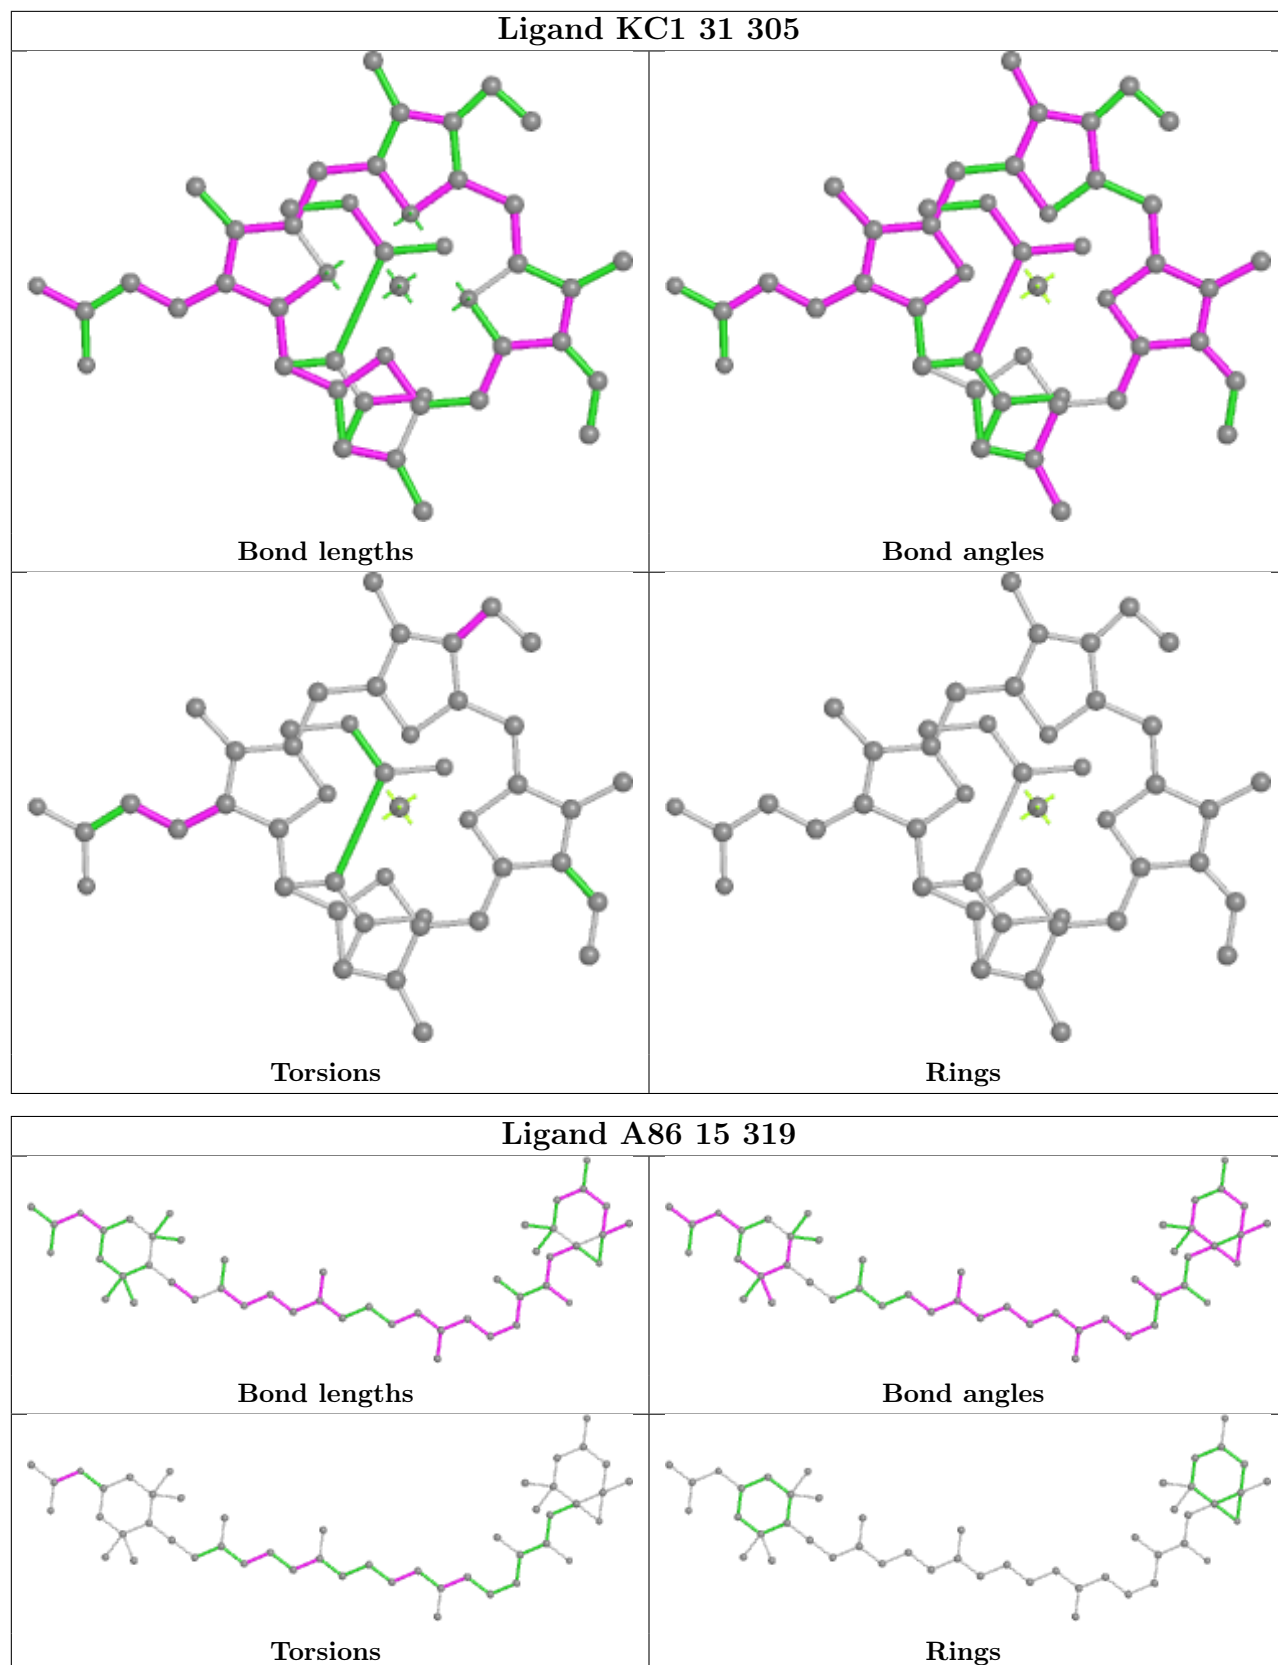 Ligand KC1 31 305
Bond lengths
Bond angles
Torsions
Rings
Ligand A86 15 319
Bond lengths
Bond angles
Torsions
Rings